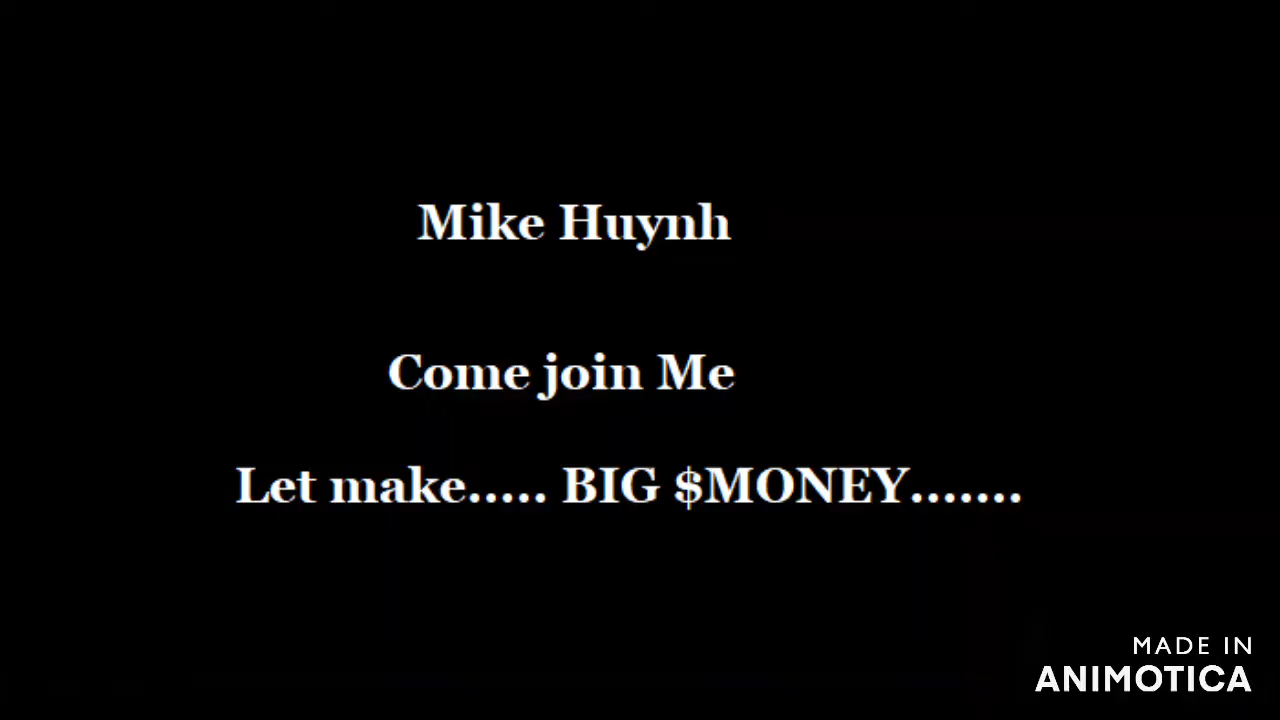 Mike Huynh
Come join Me
Let make..... BIG $MONEY.......
MADE IN
ANIMOTICA